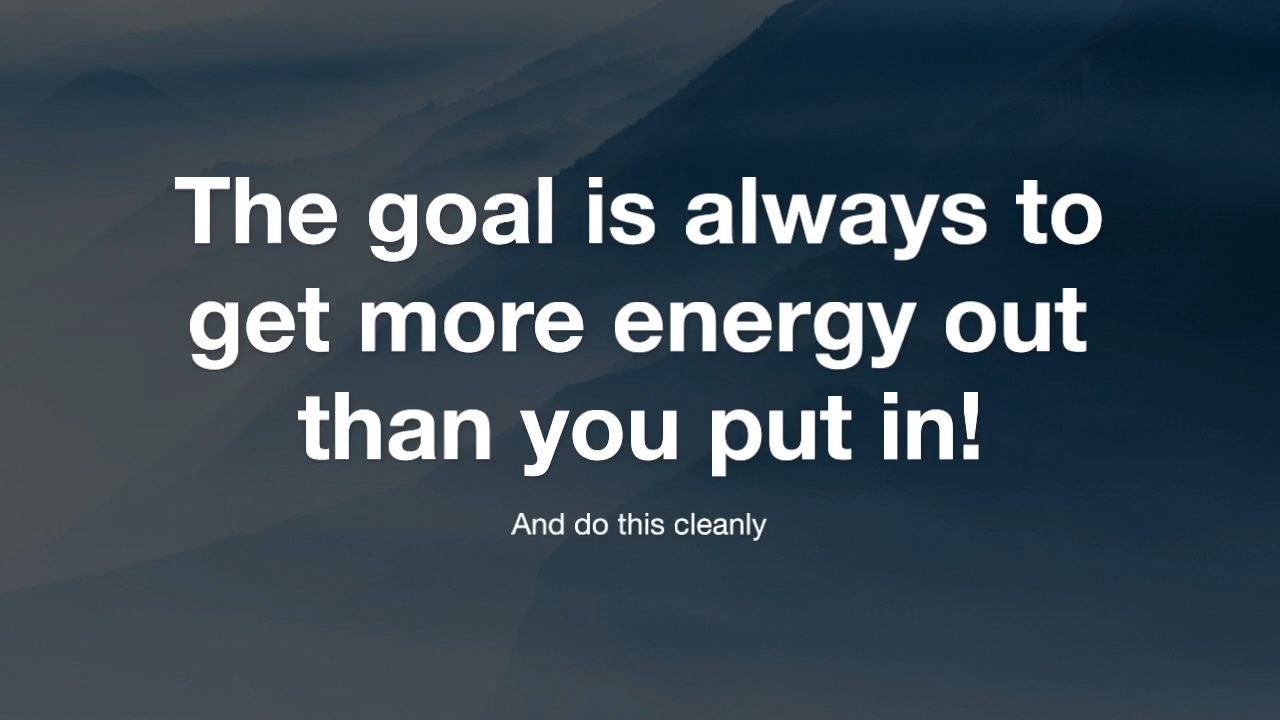 The goal is always to
get more energy out
than you put in!
And do this cleanly